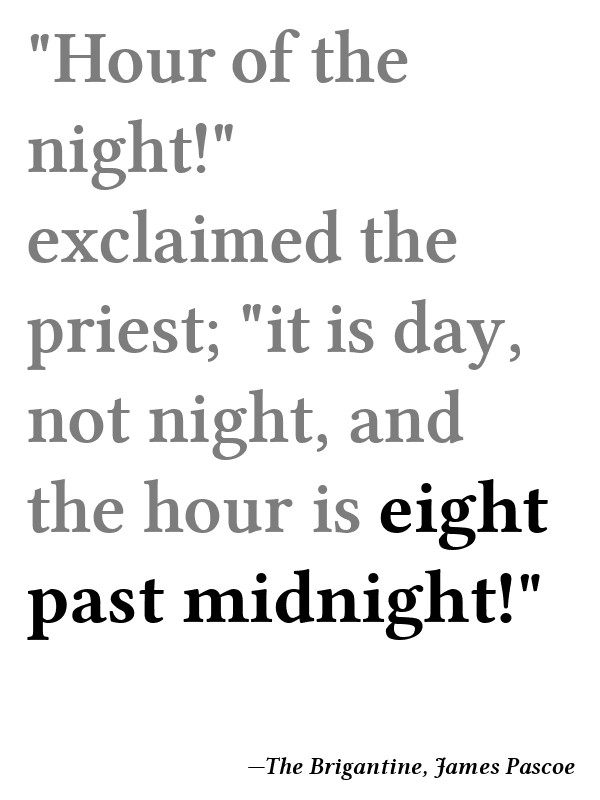 "Hour of the
night!"
exclaimed the
priest; "it is day,
not night, and
the hour is eight
past midnight!"
—The Brigantine, James Pascoe